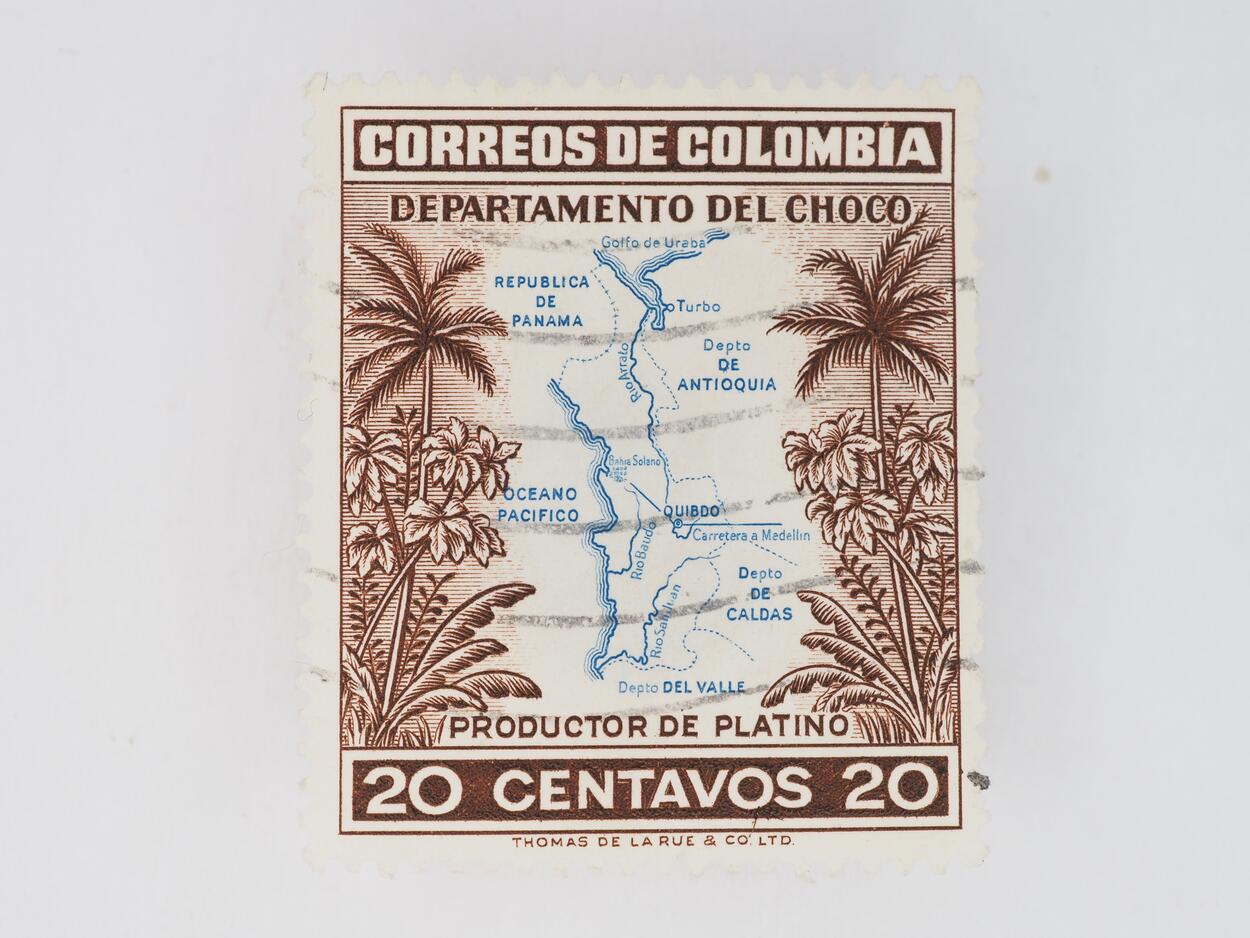 CORREOS DE COLOMBIA
DEPARTAMENTO DEL CHOCO
Golfo de Uraba
REPUBLICA
DE
PANAMA
Turbo
Rio Atrato
Depto
DE
ANTIOQUIA
Bahia Solano
OCEANO
PACIFICO
QUIBDO
Carretera a Medellin
Rio Baudo
Depto
DE
CALDAS
Rio San Juan
Depto DEL VALLE
PRODUCTOR DE PLATINO
20 CENTAVOS 20
THOMAS DE LA RUE & CO. LTD.